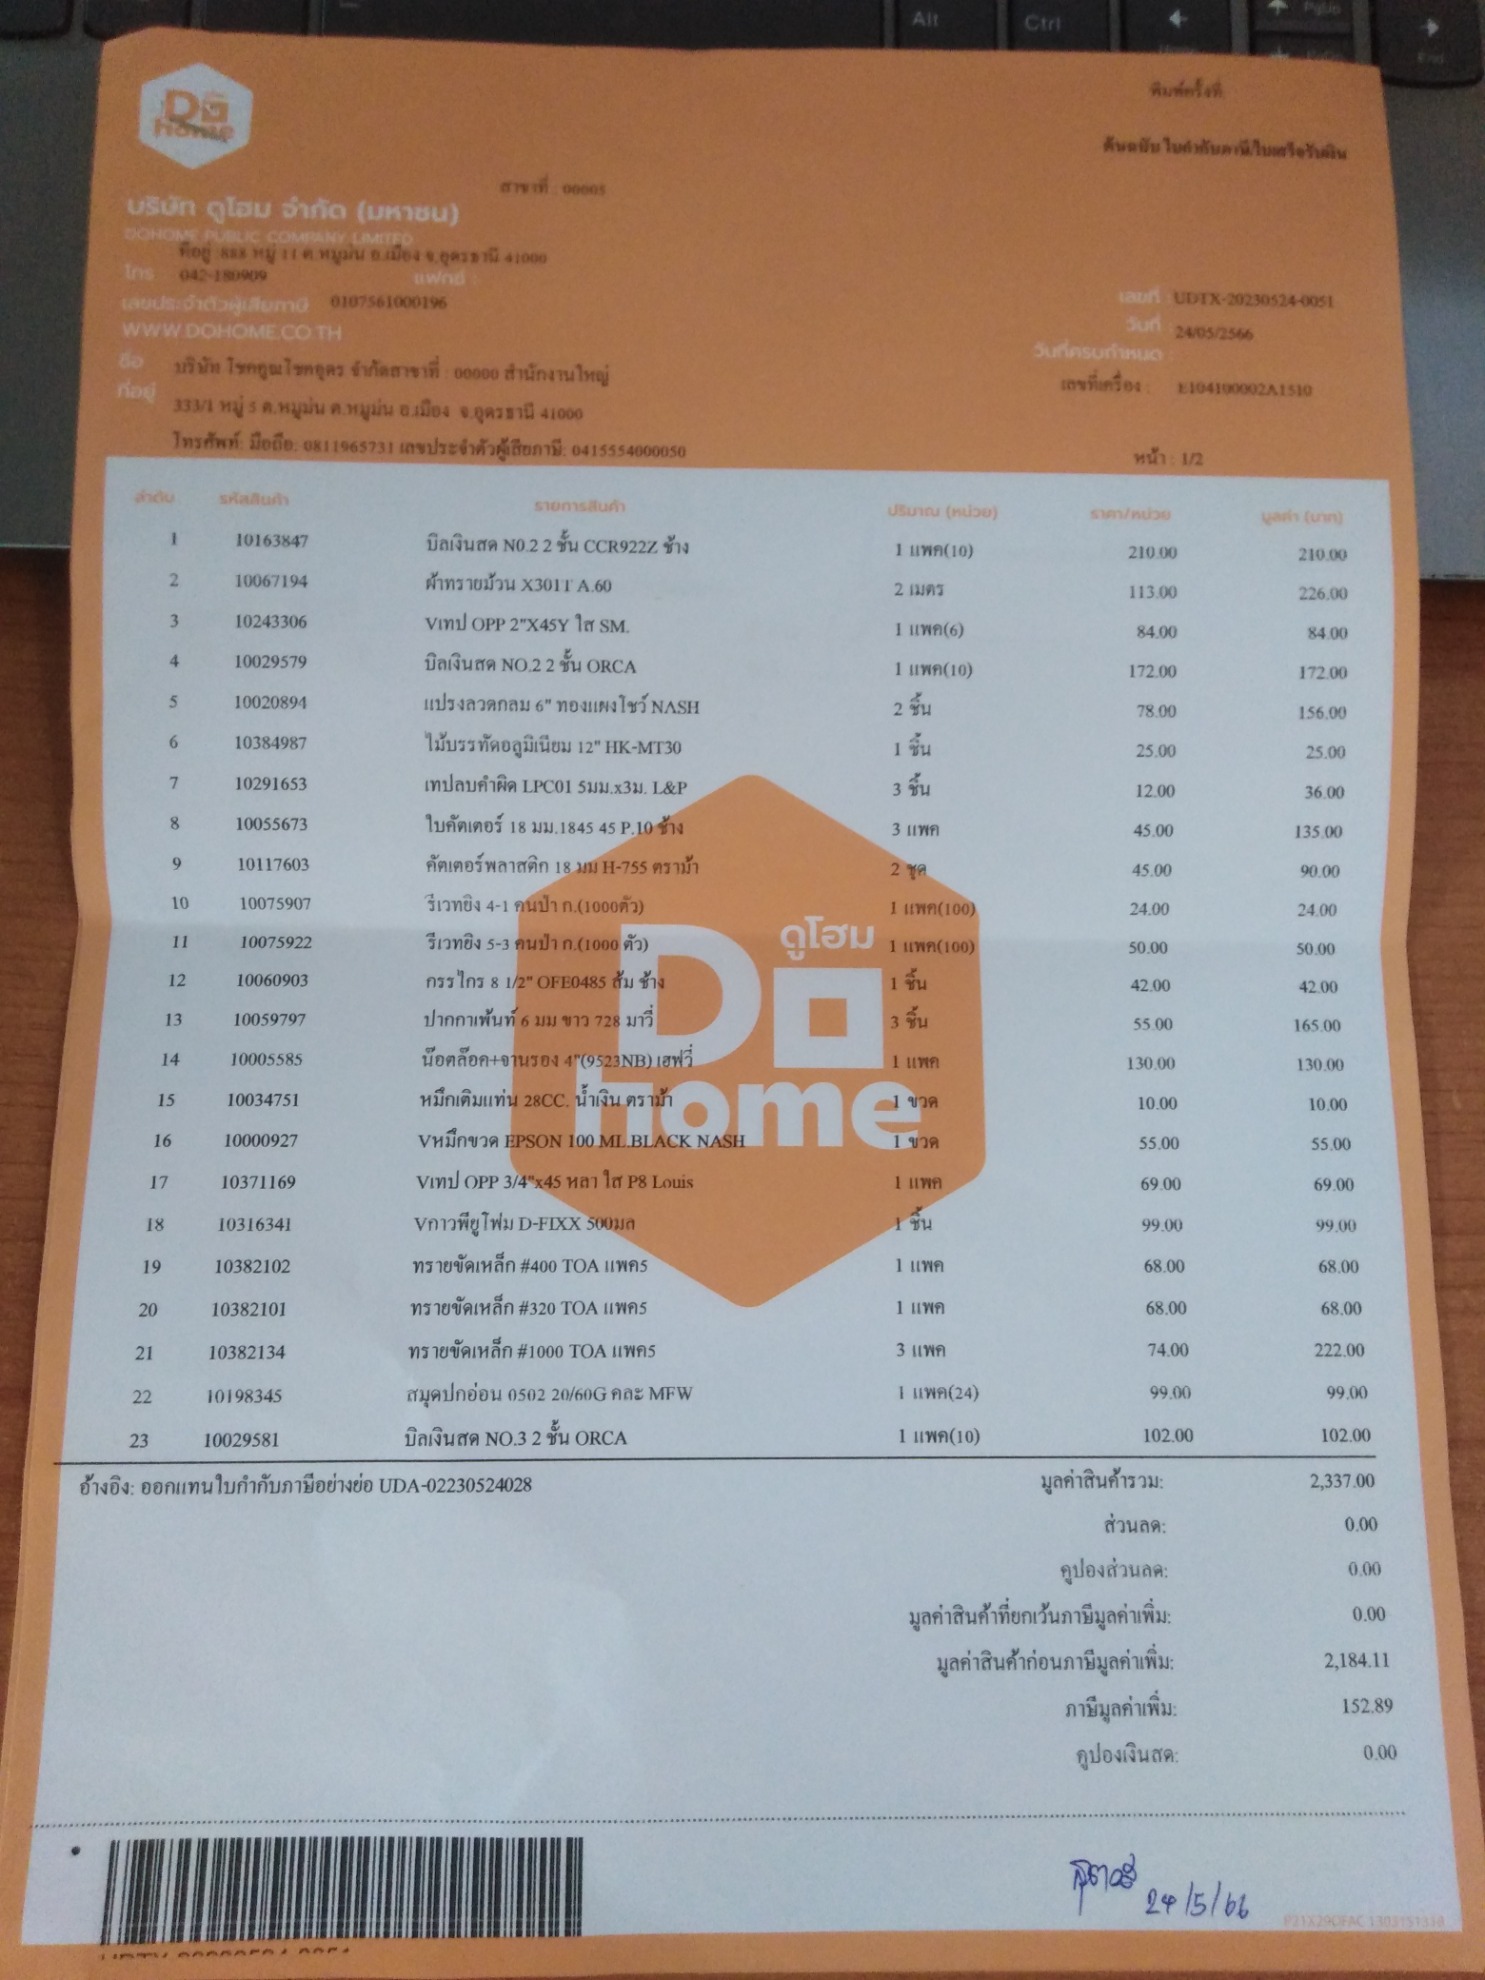 Alt
Ctrl
PgUp
End
Do
home
พิมพ์ครั้งที่
ต้นฉบับ ใบกำกับภาษี/ใบเสร็จรับเงิน
สาขาที่ : 00005
บริษัท ดูโฮม จำกัด (มหาชน)
DOHOME PUBLIC COMPANY LIMITED
ที่อยู่ 888 หมู่ 11 ต.หมูม่น อ.เมือง จ.อุดรธานี 41000
โทร 042-180909 แฟกซ์ :
เลขประจำตัวผู้เสียภาษี 0107561000196
WWW.DOHOME.CO.TH
เลขที่ : UDTX-20230524-0051
วันที่ : 24/05/2566
วันที่ครบกำหนด :
เลขที่เครื่อง : E104100002A1510
ชื่อ บริษัท โชคคูณโชคอุดร จำกัดสาขาที่ : 00000 สำนักงานใหญ่
ที่อยู่ 333/1 หมู่ 5 ต.หมูม่น ต.หมูม่น อ.เมือง จ.อุดรธานี 41000
โทรศัพท์: มือถือ: 0811965731 เลขประจำตัวผู้เสียภาษี: 0415554000050
หน้า : 1/2
ลำดับ รหัสสินค้า รายการสินค้า ปริมาณ (หน่วย) ราคา/หน่วย มูลค่า (บาท)
1 10163847 บิลเงินสด N0.2 2 ชั้น CCR922Z ช้าง 1 แพค(10) 210.00 210.00
2 10067194 ผ้าทรายม้วน X301T A.60 2 เมตร 113.00 226.00
3 10243306 Vเทป OPP 2"X45Y ใส SM. 1 แพค(6) 84.00 84.00
4 10029579 บิลเงินสด NO.2 2 ชั้น ORCA 1 แพค(10) 172.00 172.00
5 10020894 แปรงลวดกลม 6" ทองแผงโชว์ NASH 2 ชิ้น 78.00 156.00
6 10384987 ไม้บรรทัดอลูมิเนียม 12" HK-MT30 1 ชิ้น 25.00 25.00
7 10291653 เทปลบคำผิด LPC01 5มม.x3ม. L&P 3 ชิ้น 12.00 36.00
8 10055673 ใบคัตเตอร์ 18 มม.1845 45 P.10 ช้าง 3 แพค 45.00 135.00
9 10117603 คัตเตอร์พลาสติก 18 มม H-755 ตราม้า 2 ชุด 45.00 90.00
10 10075907 รีเวทยิง 4-1 คนป่า ก.(1000ตัว) 1 แพค(100) 24.00 24.00
11 10075922 รีเวทยิง 5-3 คนป่า ก.(1000 ตัว) 1 แพค(100) 50.00 50.00
12 10060903 กรรไกร 8 1/2" OFE0485 ส้ม ช้าง 1 ชิ้น 42.00 42.00
13 10059797 ปากกาเพ้นท์ 6 มม ขาว 728 มาวี่ 3 ชิ้น 55.00 165.00
14 10005585 น๊อตล๊อค+จานรอง 4"(9523NB) เฮฟวี่ 1 แพค 130.00 130.00
15 10034751 หมึกเติมแท่น 28CC. น้ำเงิน ตราม้า 1 ขวด 10.00 10.00
16 10000927 Vหมึกขวด EPSON 100 ML.BLACK NASH 1 ขวด 55.00 55.00
17 10371169 Vเทป OPP 3/4"x45 หลา ใส P8 Louis 1 แพค 69.00 69.00
18 10316341 Vกาวพียูโฟม D-FIXX 500มล 1 ชิ้น 99.00 99.00
19 10382102 ทรายขัดเหล็ก #400 TOA แพค5 1 แพค 68.00 68.00
20 10382101 ทรายขัดเหล็ก #320 TOA แพค5 1 แพค 68.00 68.00
21 10382134 ทรายขัดเหล็ก #1000 TOA แพค5 3 แพค 74.00 222.00
22 10198345 สมุดปกอ่อน 0502 20/60G คละ MFW 1 แพค(24) 99.00 99.00
23 10029581 บิลเงินสด NO.3 2 ชั้น ORCA 1 แพค(10) 102.00 102.00
ดูโฮม
Do
home
อ้างอิง: ออกแทนใบกำกับภาษีอย่างย่อ UDA-02230524028
มูลค่าสินค้ารวม: 2,337.00
ส่วนลด: 0.00
คูปองส่วนลด: 0.00
มูลค่าสินค้าที่ยกเว้นภาษีมูลค่าเพิ่ม: 0.00
มูลค่าสินค้าก่อนภาษีมูลค่าเพิ่ม: 2,184.11
ภาษีมูลค่าเพิ่ม: 152.89
คูปองเงินสด: 0.00
24/5/66